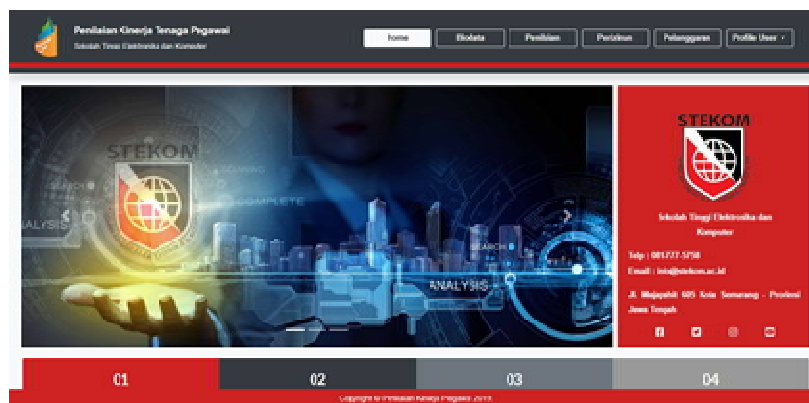 Penilaian Kinerja Tenaga Pegawai
Sekolah Tinggi Elektronika dan Komputer
home
Biodata
Penilaian
Perizinan
Pelanggaran
Profile User
STEKOM
SEARCH
COMPLETE
ANALYSIS
SEARCH
ANALYSIS
STEKOM
Sekolah Tinggi Elektronika dan
Komputer
Telp : 081777-5758
Email : info@stekom.ac.id
Jl. Majapahit 605 Kota Semarang - Provinsi
Jawa Tengah
01
02
03
04
Copyright © Penilaian Kinerja Pegawai 2019